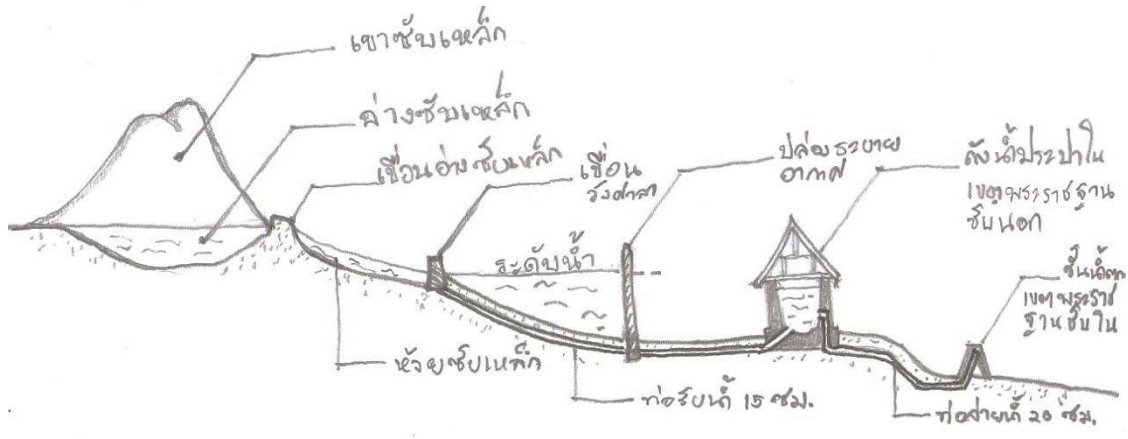 เขาซับเหล็ก
อ่างซับเหล็ก
เขื่อนอ่างซับเหล็ก
เขื่อน
วังศาลา
ระดับน้ำ
ปล่องระบาย
อากาศ
ถังน้ำประปาใน
เขตพระราชฐาน
ชั้นนอก
ชั้นน้ำตก
เขตพระราช
ฐานชั้นใน
ห้วยซับเหล็ก
ท่อรับน้ำ 15 ซม.
ท่อจ่ายน้ำ 20 ซม.